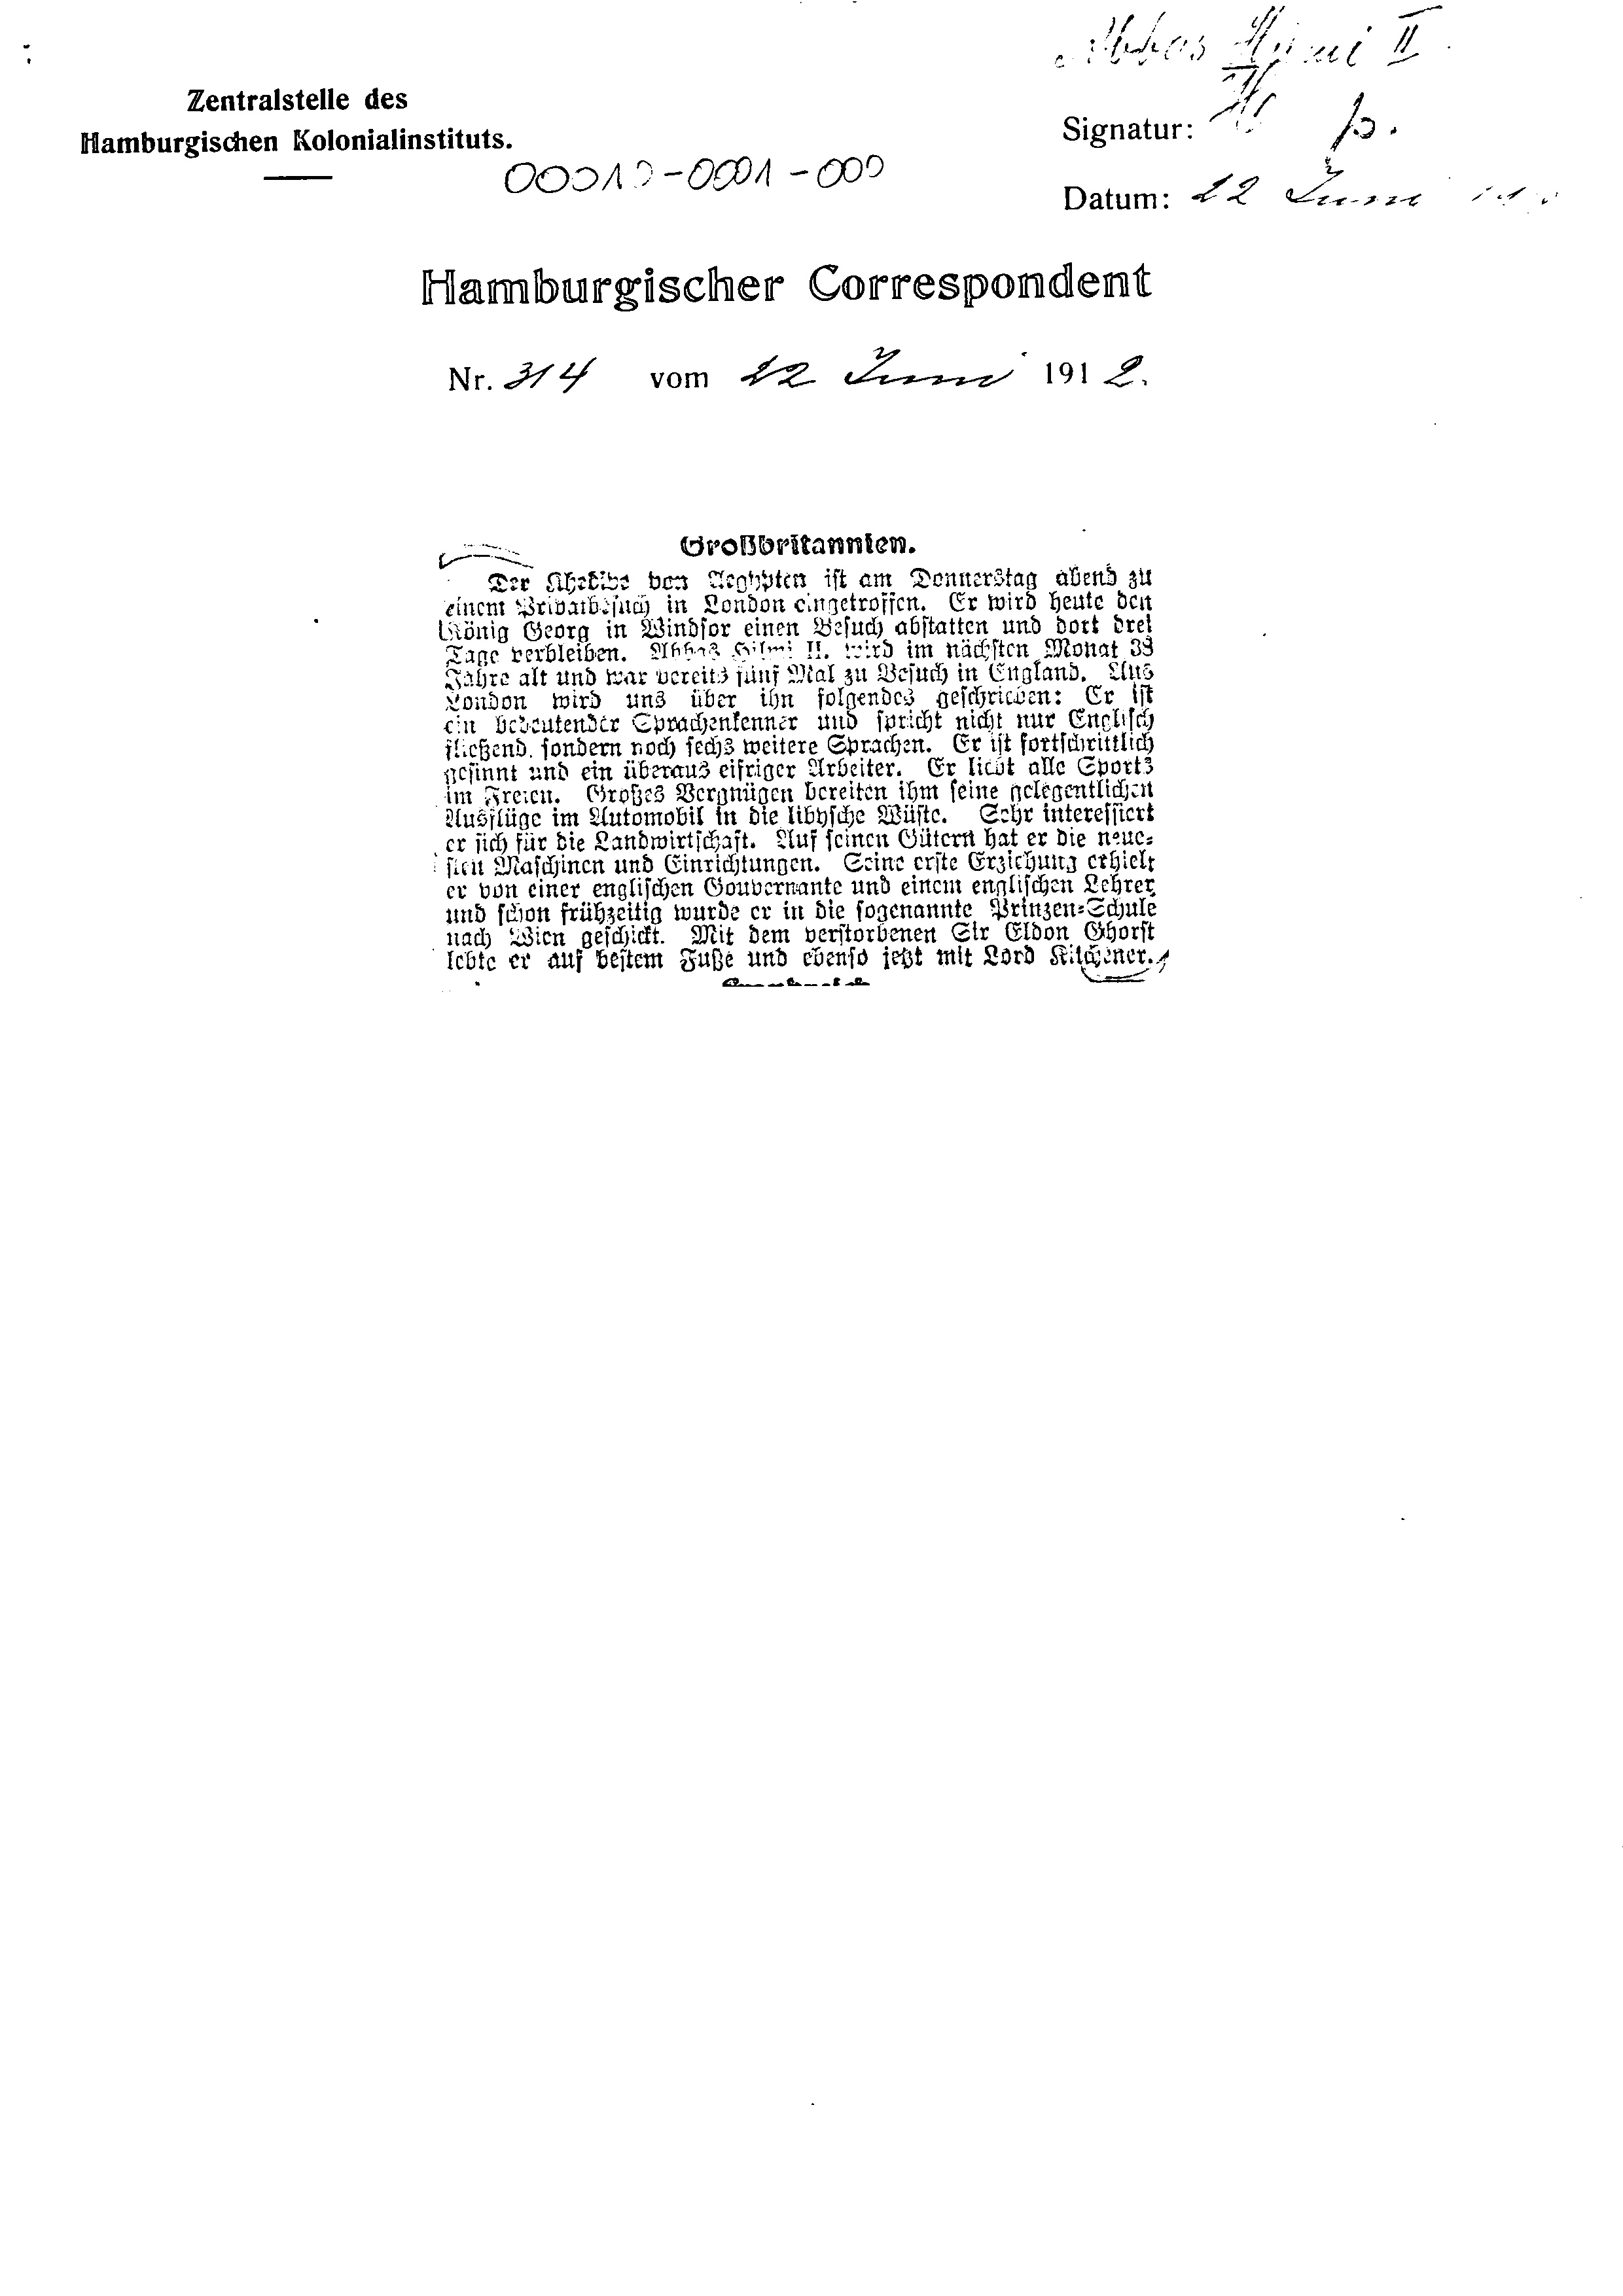 Abbas Hilmi II
Zentralstelle des
Hamburgischen Kolonialinstituts.
Signatur: p.
Datum: 22 Juni
Hamburgischer Correspondent
Nr. 314 vom 22 Juni 1912.
Großbritannien.
Der Khedive von Aegypten ist am Donnerstag abend zu
einem Privatbesuch in London eingetroffen. Er wird heute den
König Georg in Windsor einen Besuch abstatten und dort drei
Tage verbleiben. Abbas Hilmi II. wird im nächsten Monat 38
Jahre alt und war bereits fünf Mal zu Besuch in England. Aus
London wird uns über ihn folgendes geschrieben: Er ist
ein bedeutender Sprachenkenner und spricht nicht nur Englisch
fließend, sondern noch sechs weitere Sprachen. Er ist fortschrittlich
gesinnt und ein überaus eifriger Arbeiter. Er liebt alle Sports
im Freien. Großes Vergnügen bereiten ihm seine gelegentlichen
Ausflüge im Automobil in die libysche Wüste. Sehr interessiert
er sich für die Landwirtschaft. Auf seinen Gütern hat er die neue-
sten Maschinen und Einrichtungen. Seine erste Erziehung erhielt
er von einer englischen Gouvernante und einem englischen Lehrer
und schon frühzeitig wurde er in die sogenannte Prinzen-Schule
nach Wien geschickt. Mit dem verstorbenen Sir Eldon Ghorst
lebte er auf bestem Fuße und ebenso jetzt mit Lord Kitchener.